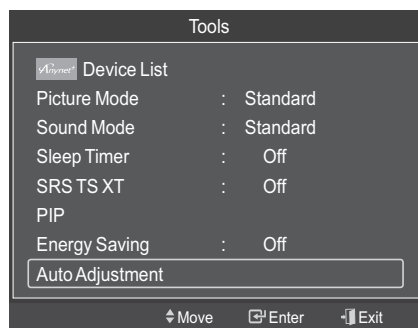 Tools
Anynet+ Device List
Picture Mode : Standard
Sound Mode : Standard
Sleep Timer : Off
SRS TS XT : Off
PIP
Energy Saving : Off
Auto Adjustment
Move Enter Exit